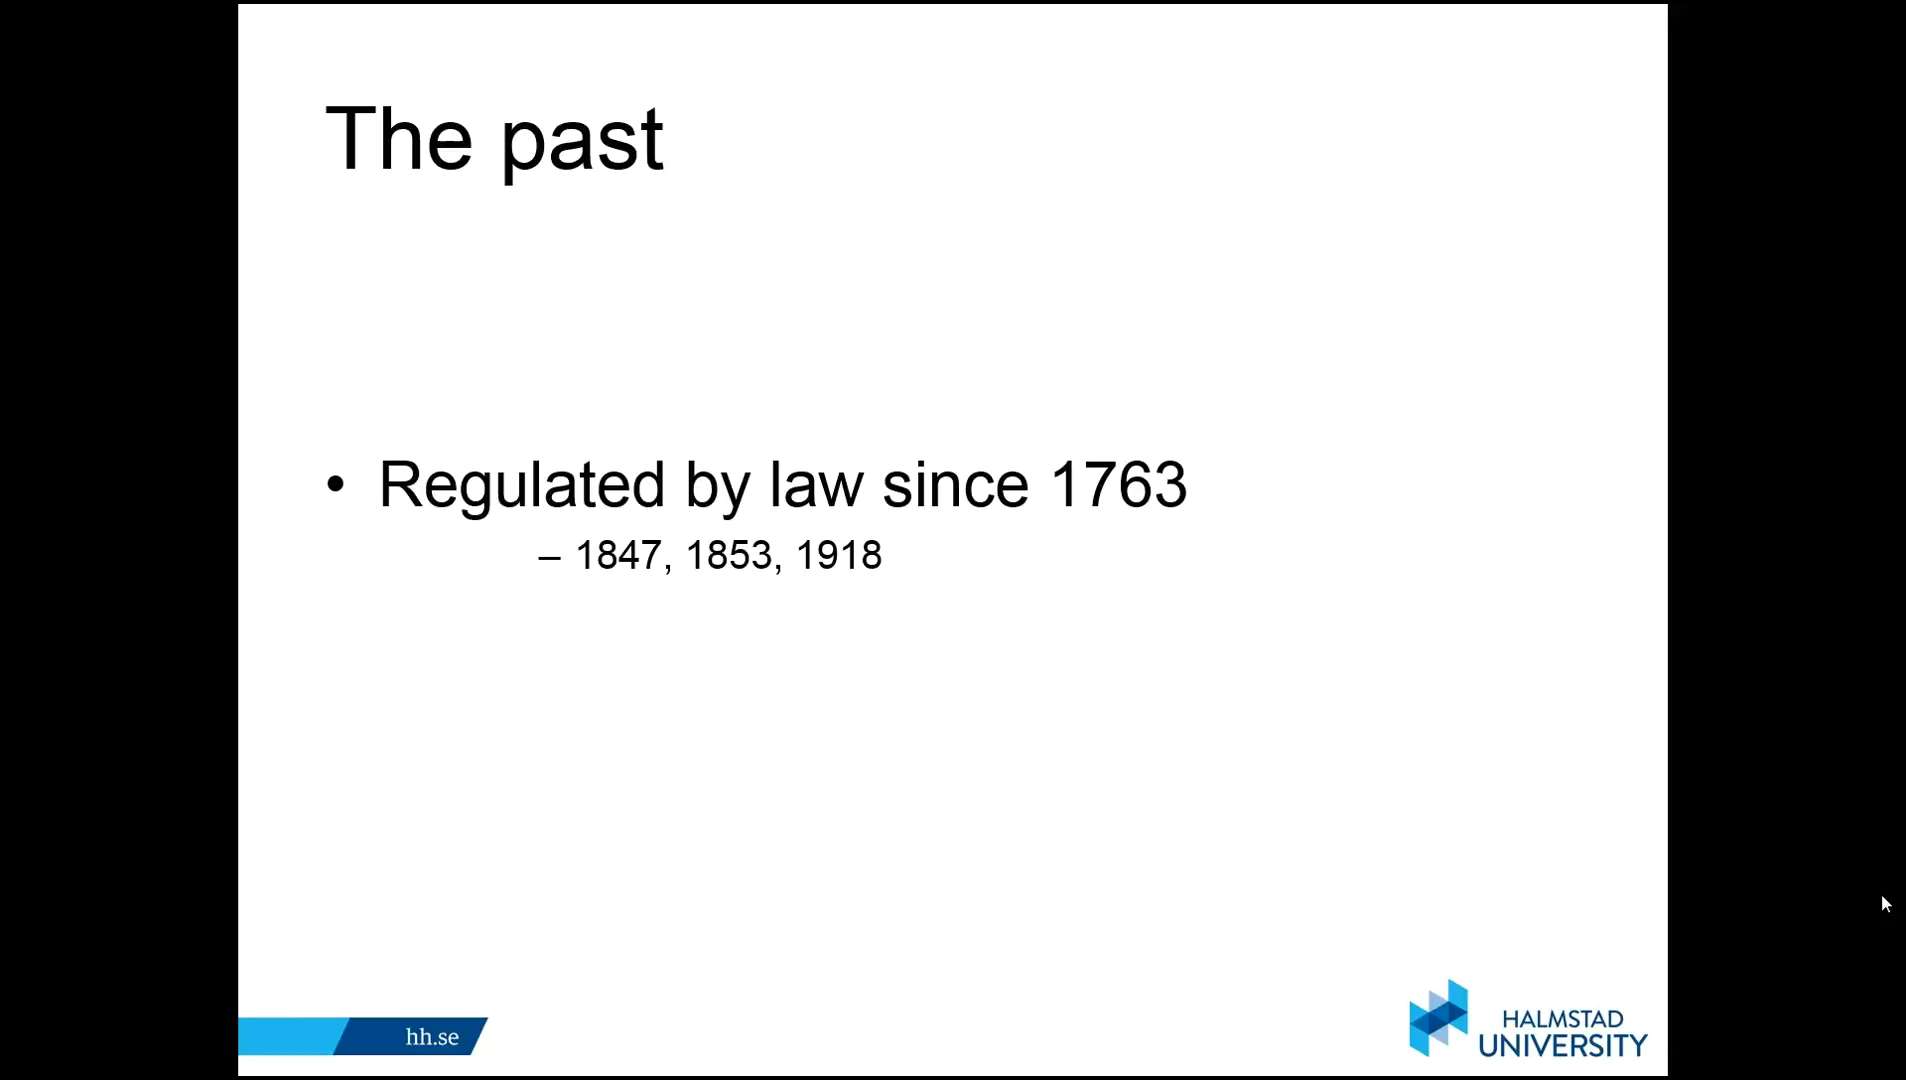 The past
• Regulated by law since 1763
– 1847, 1853, 1918
hh.se
HALMSTAD
UNIVERSITY